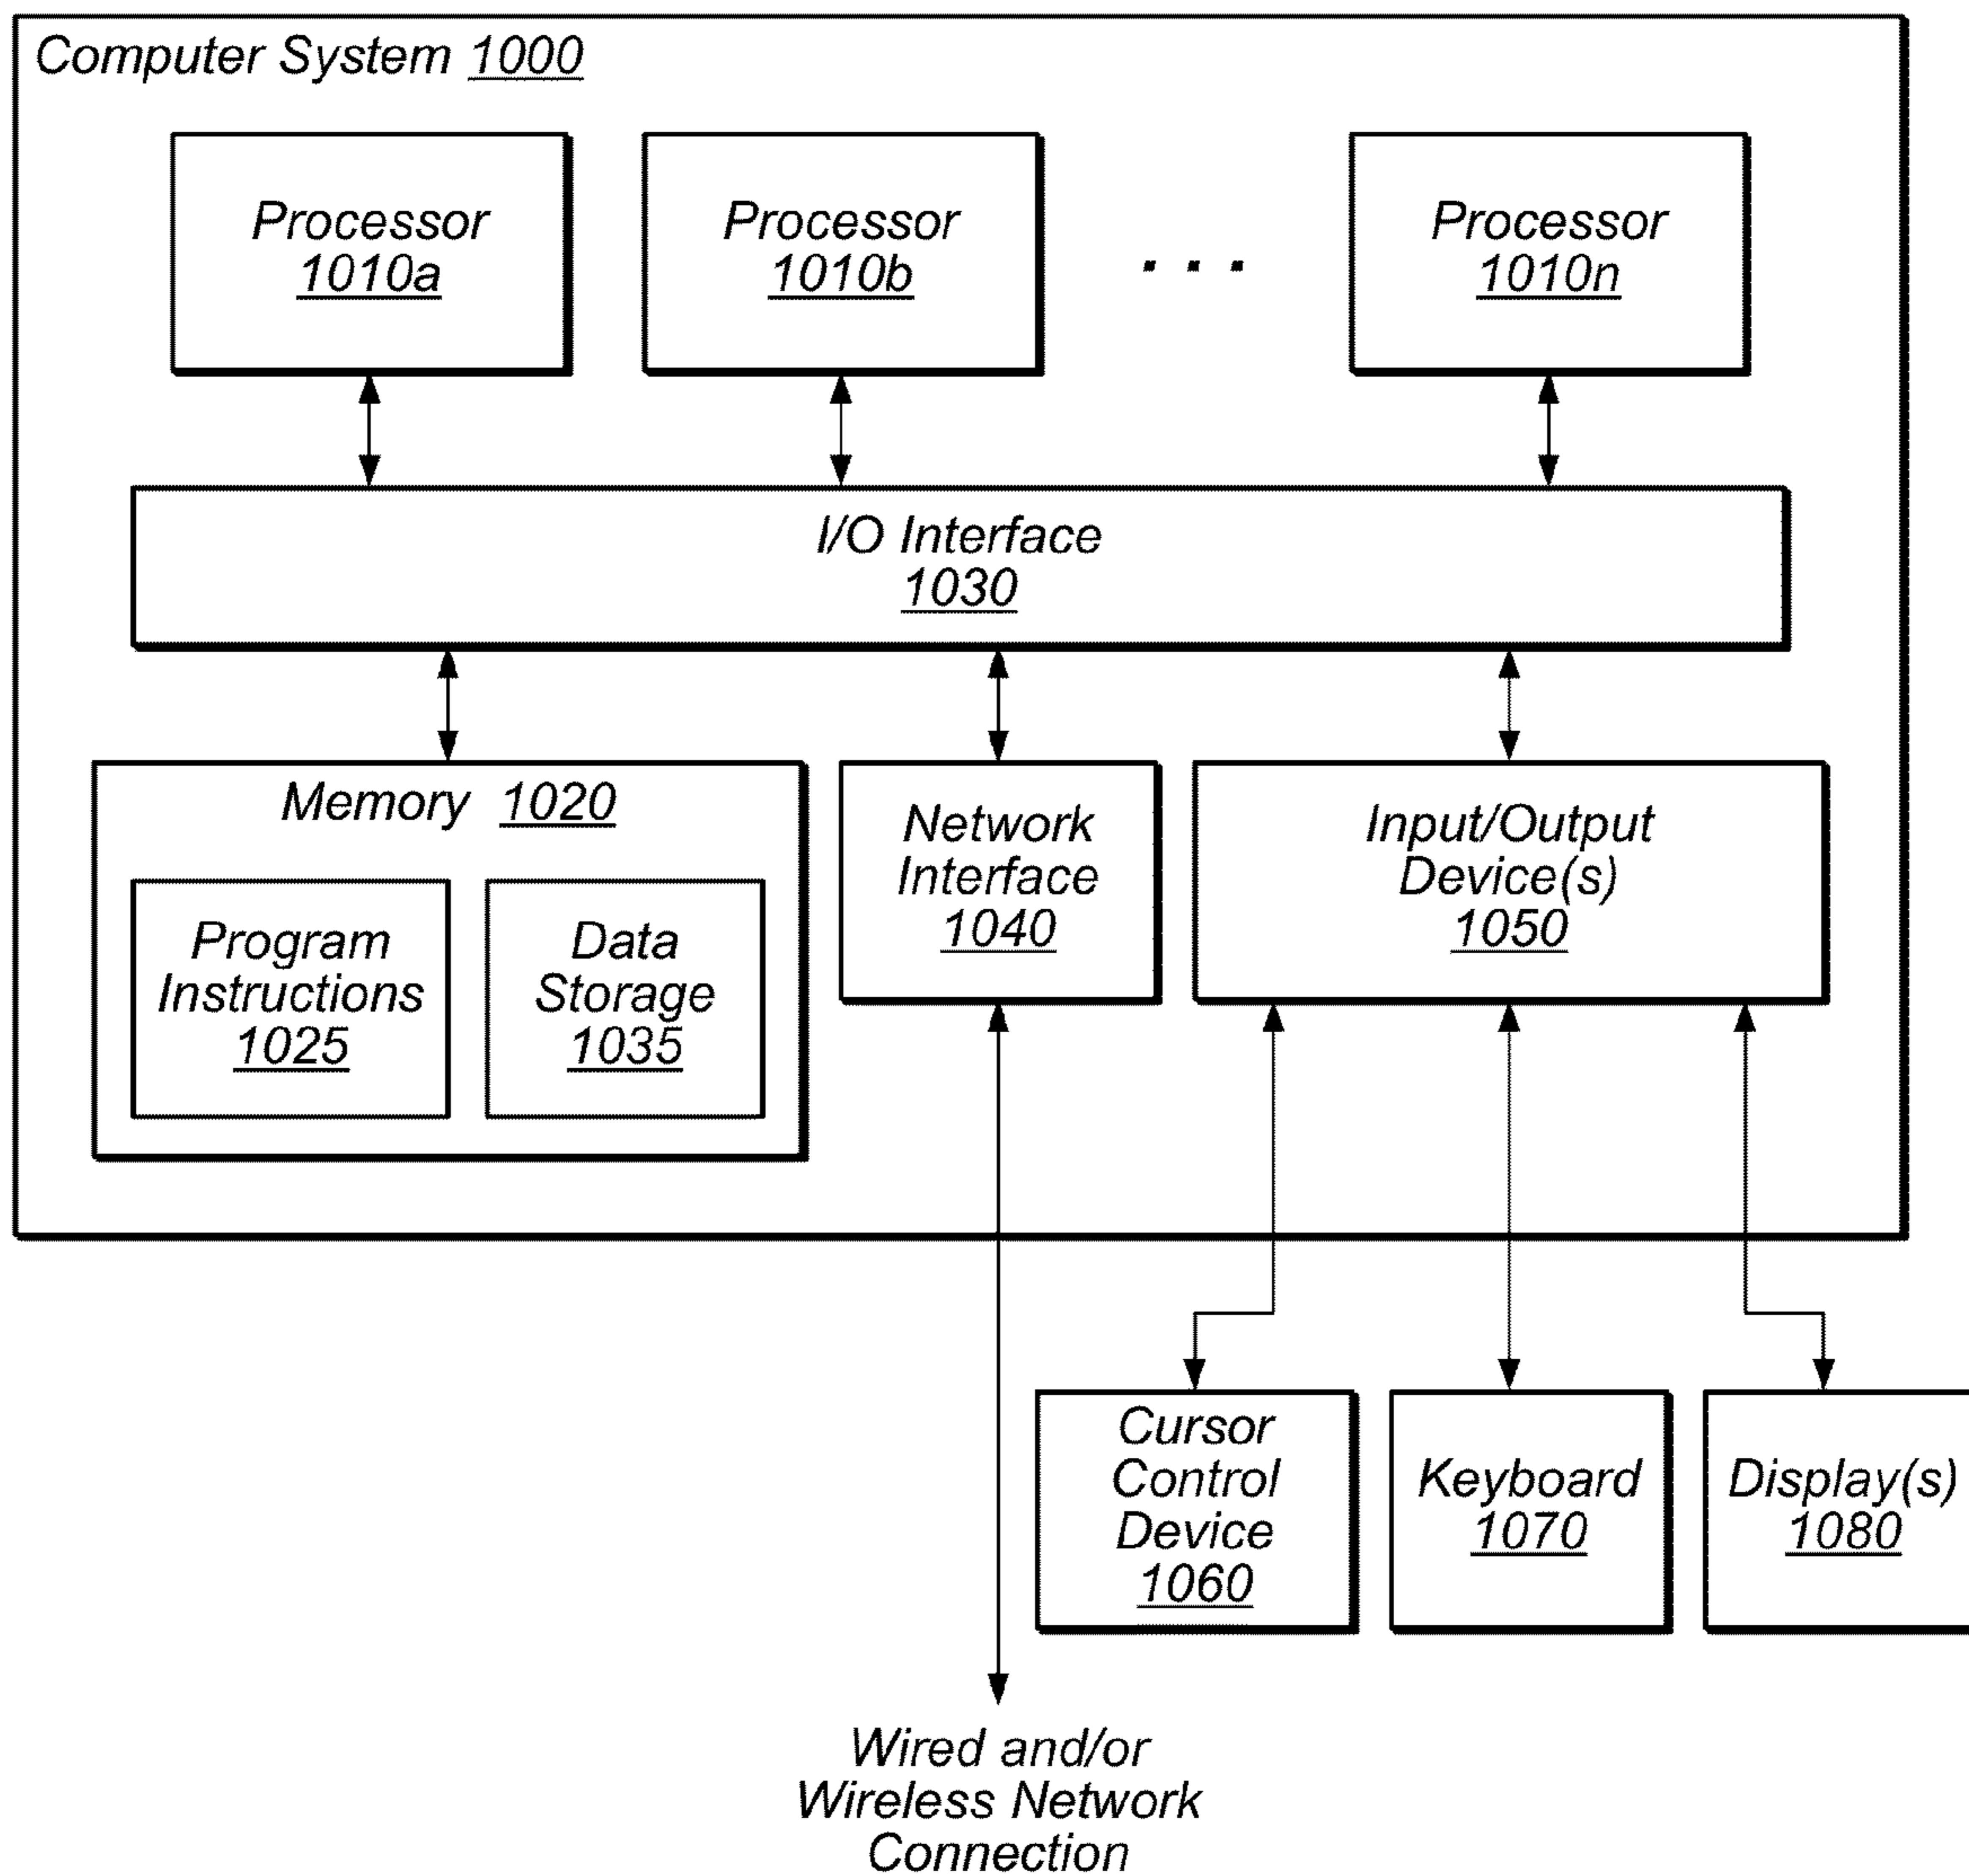 Computer System 1000
Processor
1010a
Processor
1010b
. . .
Processor
1010n
I/O Interface
1030
Memory 1020
Program
Instructions
1025
Data
Storage
1035
Network
Interface
1040
Input/Output
Device(s)
1050
Cursor
Control
Device
1060
Keyboard
1070
Display(s)
1080
Wired and/or
Wireless Network
Connection